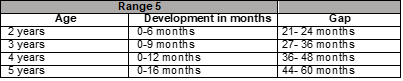 Range 5
Age Development in months Gap
2 years 0-6 months 21- 24 months
3 years 0-9 months 27- 36 months
4 years 0-12 months 36- 48 months
5 years 0-16 months 44- 60 months